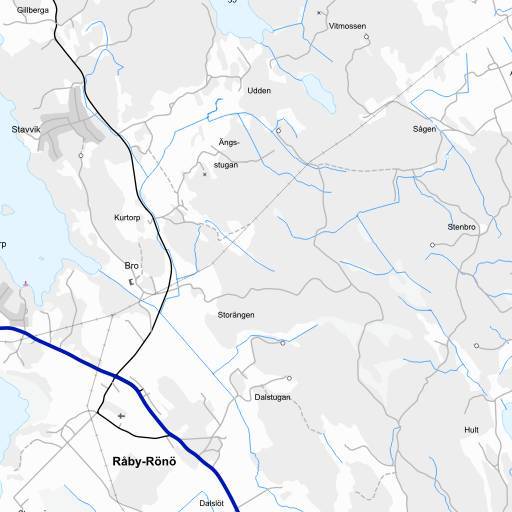 Gillberga
Vitmossen
Udden
Stavvik
Sågen
Ängs-
stugan
Kurtorp
Stenbro
Bro
Storängen
Dalstugan
Hult
Råby-Rönö
Dalslöt